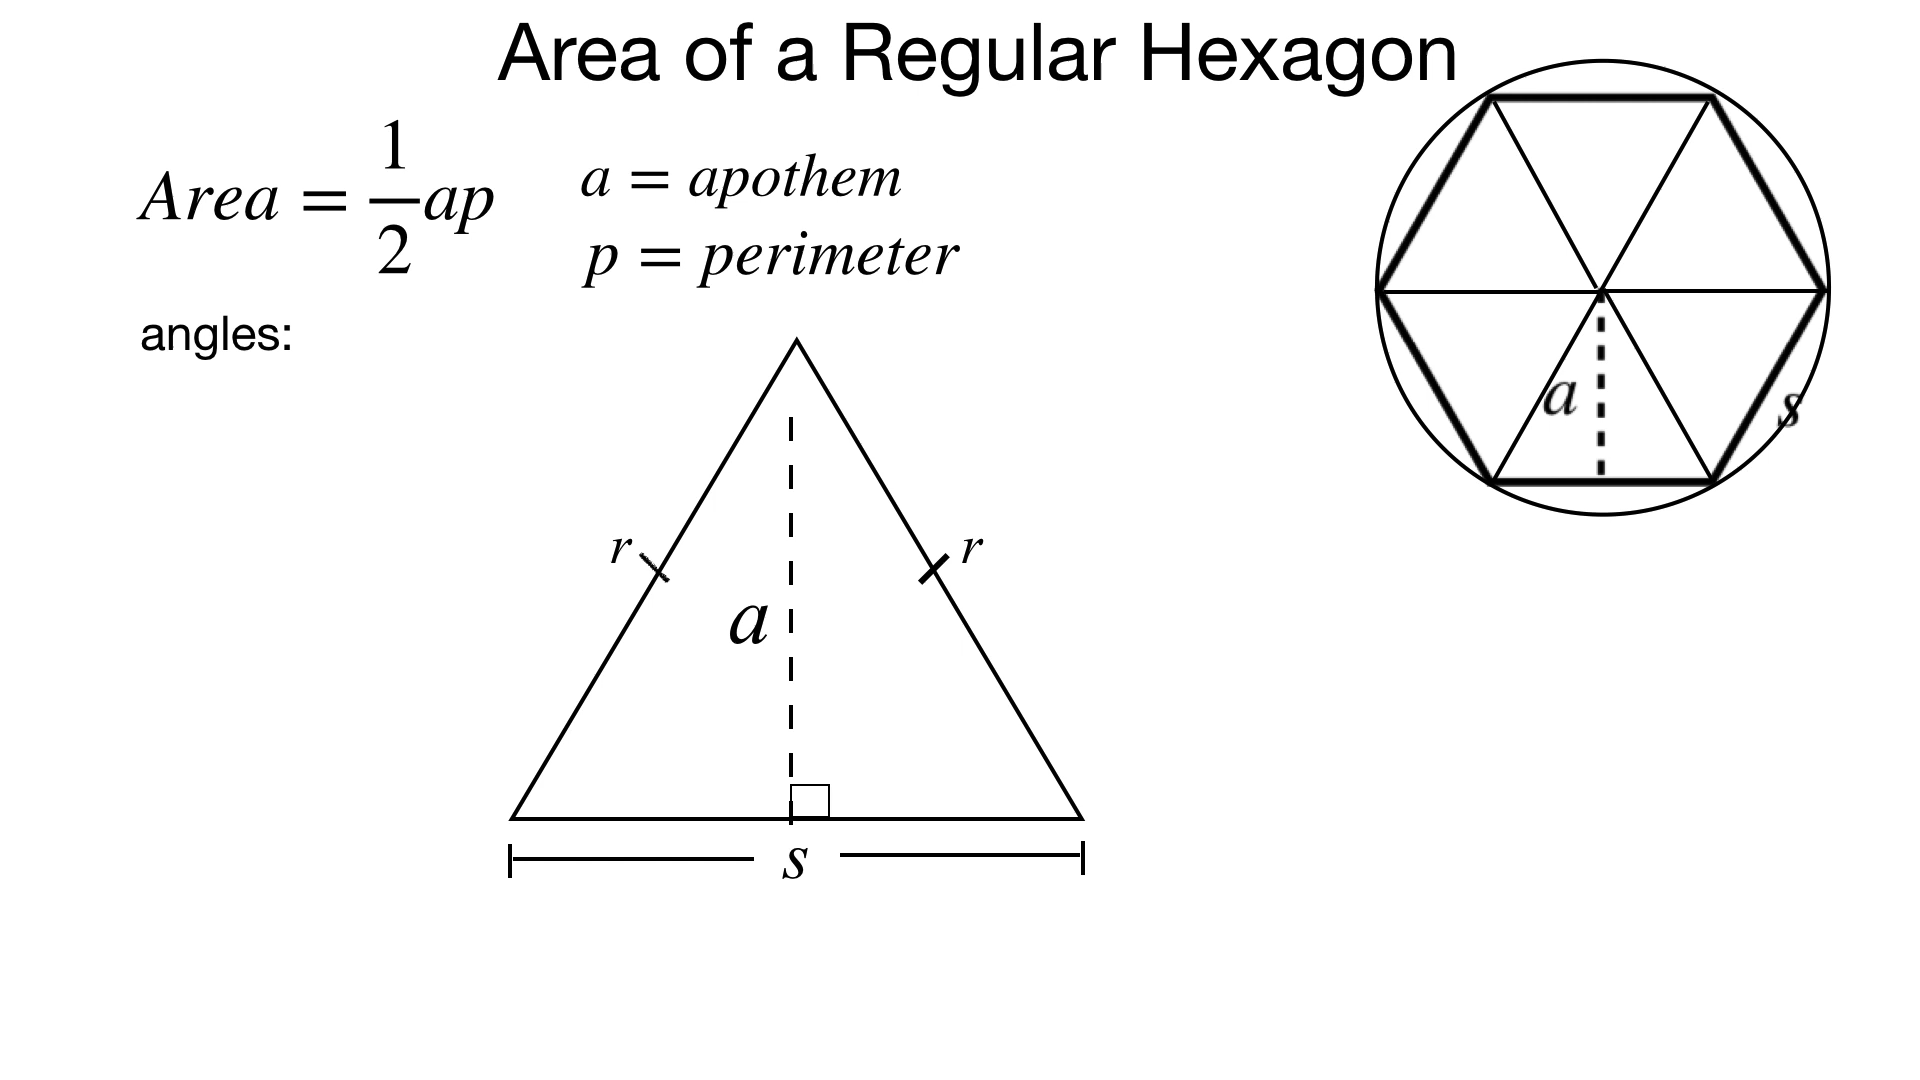 Area of a Regular Hexagon
Area = 1/2 ap
a = apothem
p = perimeter
angles:
a
s
r
r
a
s